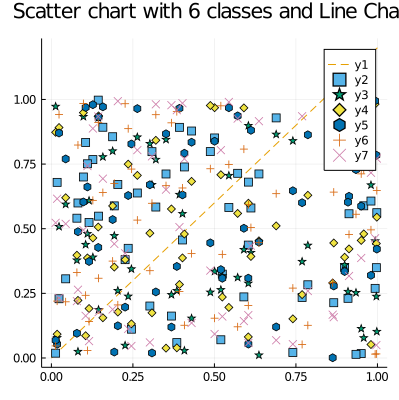 Scatter chart with 6 classes and Line Cha
y1
y2
y3
y4
y5
y6
y7
1.00
0.75
0.50
0.25
0.00
0.00 0.25 0.50 0.75 1.00